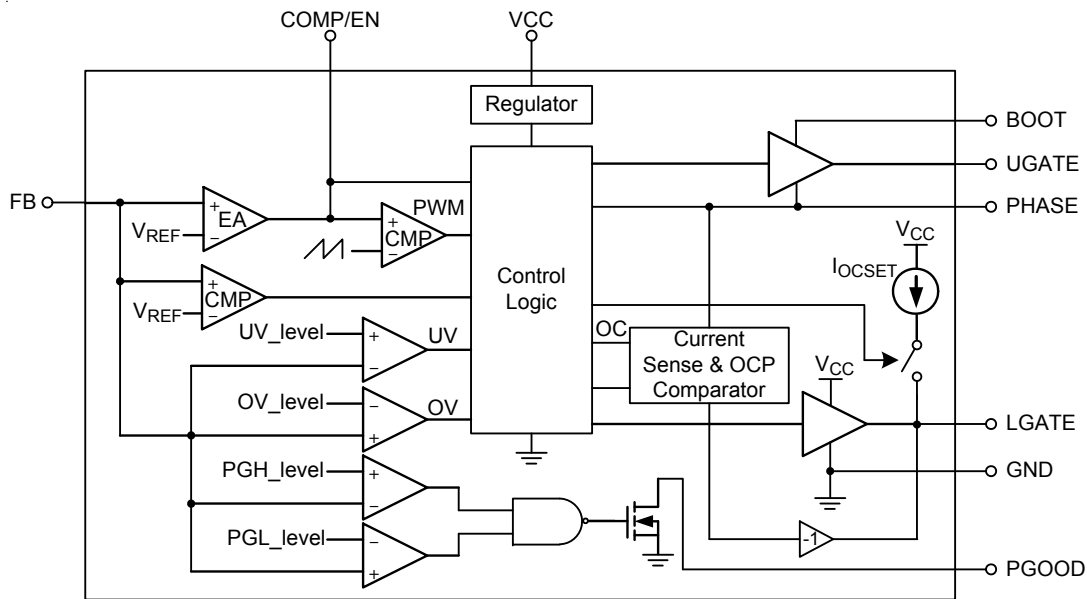 COMP/EN
VCC
Regulator
BOOT
UGATE
PHASE
FB
+
EA
VREF
−
PWM
+
CMP
−
VCC
IOCSET
+
CMP
VREF
−
Control
Logic
UV_level
+
UV
−
OC
Current
Sense & OCP
Comparator
VCC
OV_level
−
OV
+
LGATE
GND
PGH_level
+
−
PGL_level
−
+
-1
PGOOD